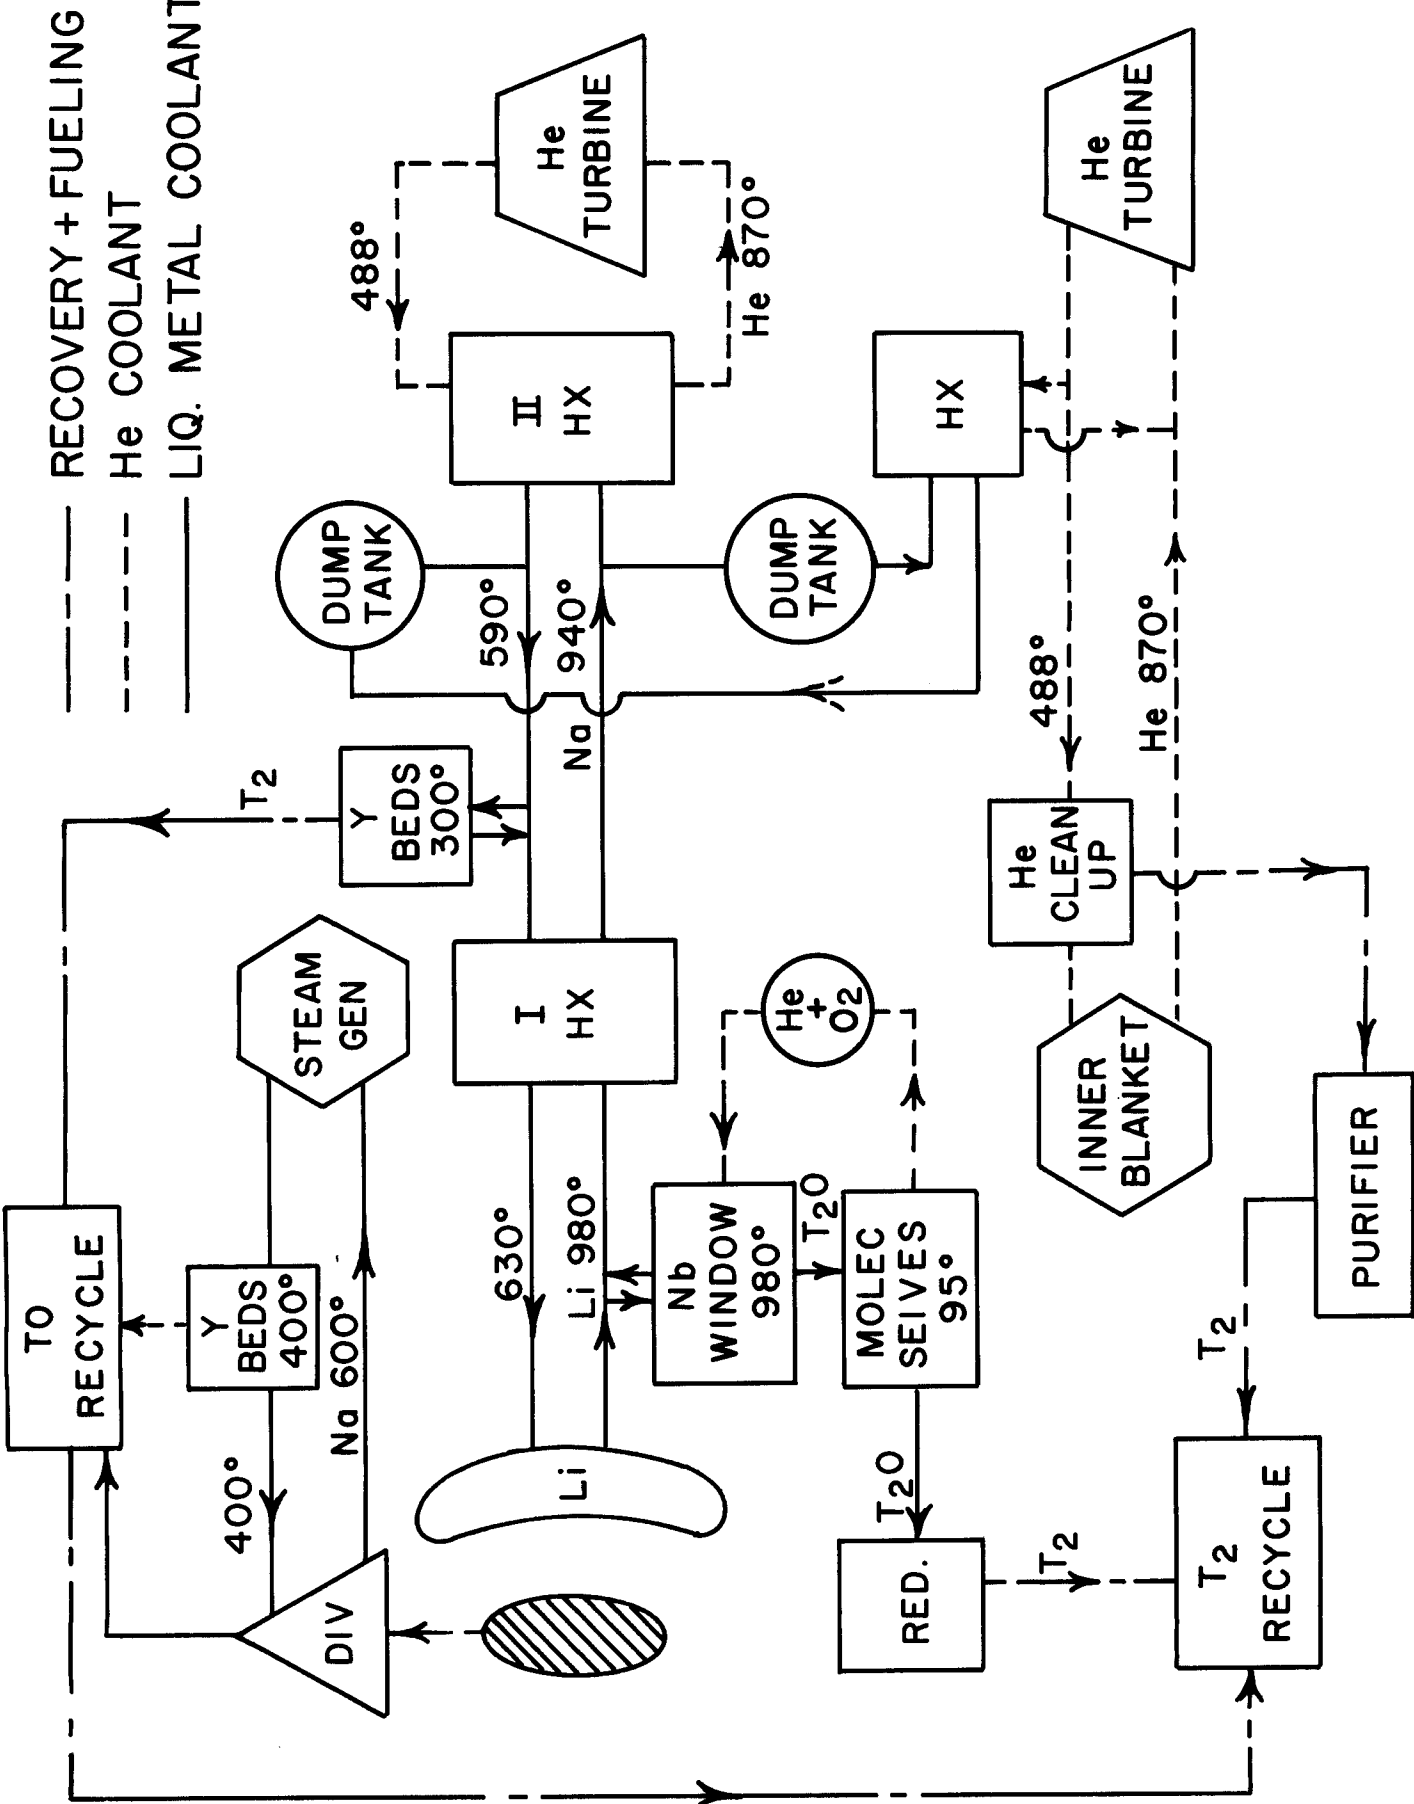 RECOVERY + FUELING
He COOLANT
LIQ. METAL COOLANT
TO
RECYCLE
T2
Y
BEDS
400°
400°
Na 600°
DIV
STEAM
GEN
Y
BEDS
300°
DUMP
TANK
488°
He
TURBINE
He 870°
II
HX
590°
940°
Na
I
HX
630°
Li 980°
Li
Nb
WINDOW
980°
He
+
O2
T2O
MOLEC
SEIVES
95°
T2O
RED.
T2
T2
RECYCLE
T2
PURIFIER
INNER
BLANKET
He
CLEAN
UP
488°
He 870°
DUMP
TANK
HX
He
TURBINE